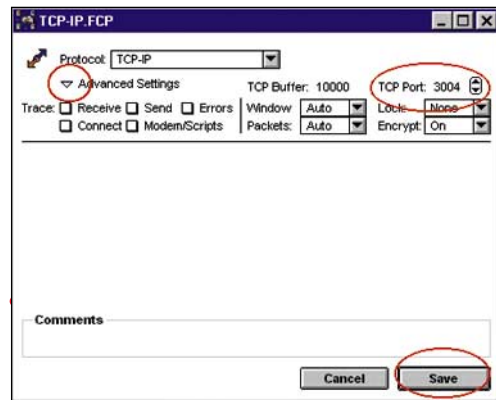 TCP-IP.FCP
Protocol: TCP-IP
Advanced Settings TCP Buffer: 10000 TCP Port: 3004
Trace: Receive Send Errors Window Auto Lock: None
Connect Modem/Scripts Packets: Auto Encrypt: On
Comments
Cancel Save